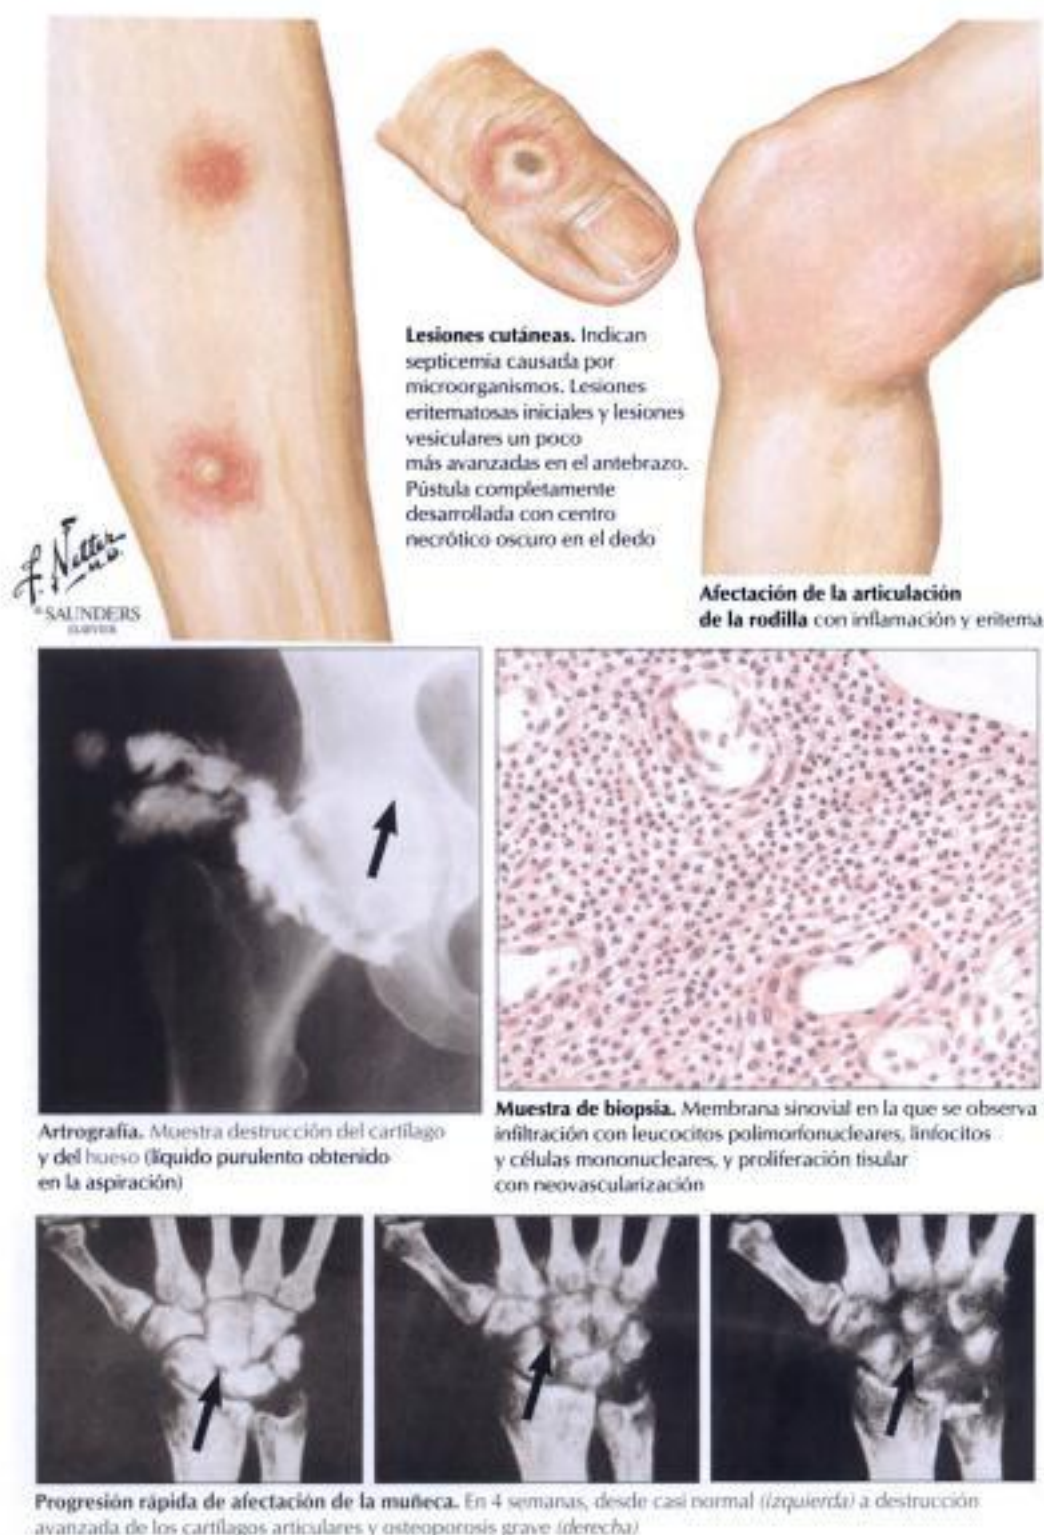 Lesiones cutáneas. Indican
septicemia causada por
microorganismos. Lesiones
eritematosas iniciales y lesiones
vesiculares un poco
más avanzadas en el antebrazo.
Pústula completamente
desarrollada con centro
necrótico oscuro en el dedo
F. Netter
M.D.
SAUNDERS
ELSEVIER
Afectación de la articulación
de la rodilla con inflamación y eritema
Artrografía. Muestra destrucción del cartílago
y del hueso (líquido purulento obtenido
en la aspiración)
Muestra de biopsia. Membrana sinovial en la que se observa
infiltración con leucocitos polimorfonucleares, linfocitos
y células mononucleares, y proliferación tisular
con neovascularización
Progresión rápida de afectación de la muñeca. En 4 semanas, desde casi normal (izquierda) a destrucción
avanzada de los cartílagos articulares y osteoporosis grave (derecha)